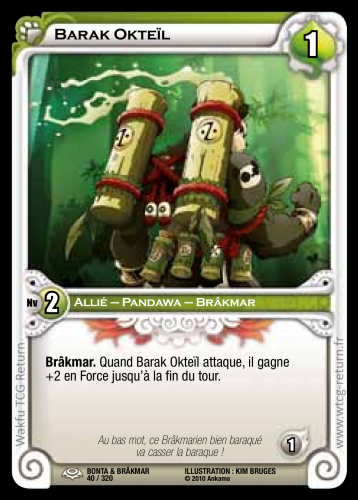 Barak Okteïl
1
Nv 2
Allié – Pandawa – Brâkmar
Brâkmar. Quand Barak Okteïl attaque, il gagne
+2 en Force jusqu'à la fin du tour.
Au bas mot, ce Brâkmarien bien baraqué
va casser la baraque !
1
BONTA & BRÂKMAR
40 / 320
ILLUSTRATION : KIM BRUGES
© 2010 Ankama
Wakfu TCG Return
www.wtcg-return.fr